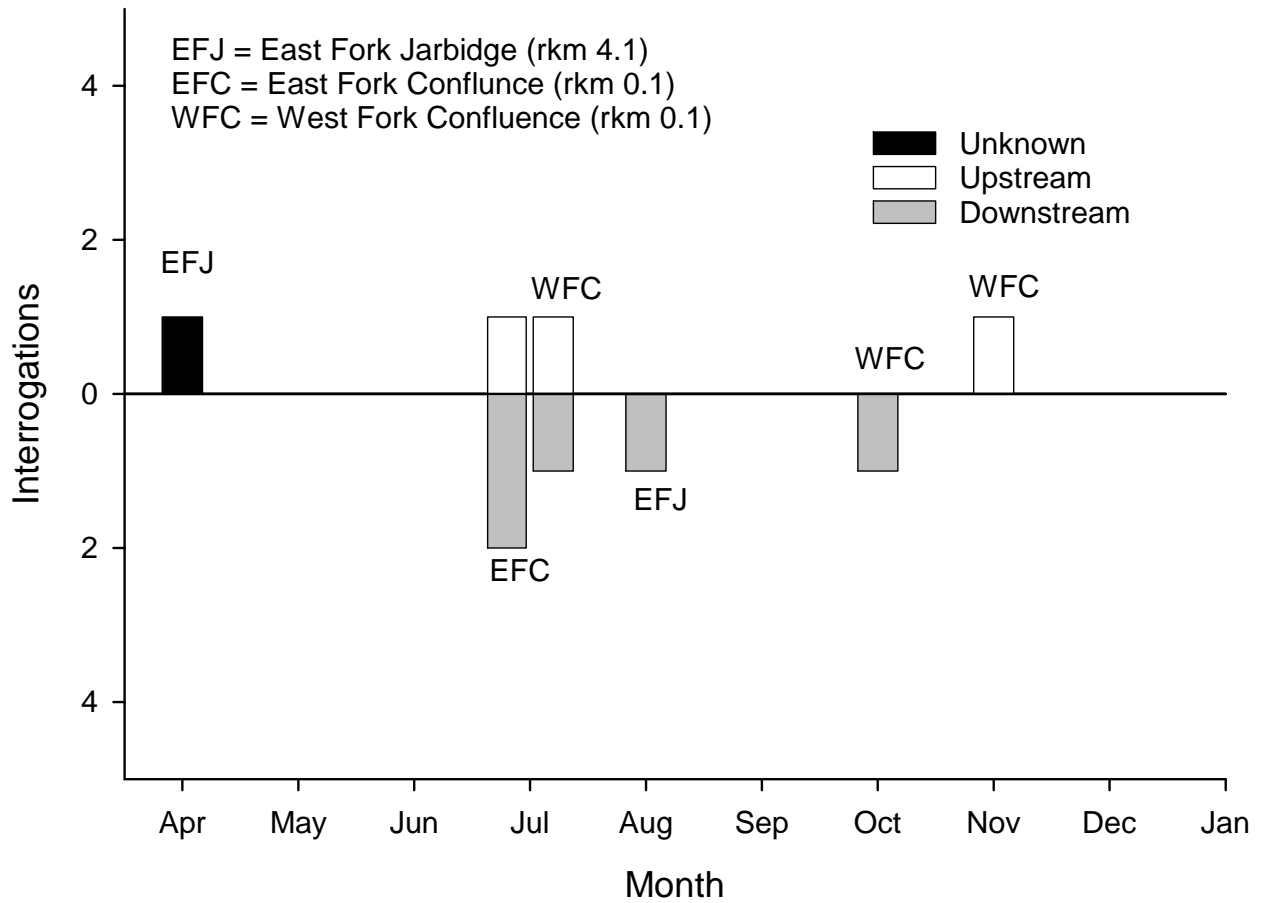 EFJ = East Fork Jarbidge (rkm 4.1)
EFC = East Fork Conflunce (rkm 0.1)
WFC = West Fork Confluence (rkm 0.1)
Unknown
Upstream
Downstream
4
2
0
2
4
Interrogations
EFJ
WFC
WFC
WFC
EFJ
EFC
Apr May Jun Jul Aug Sep Oct Nov Dec Jan
Month